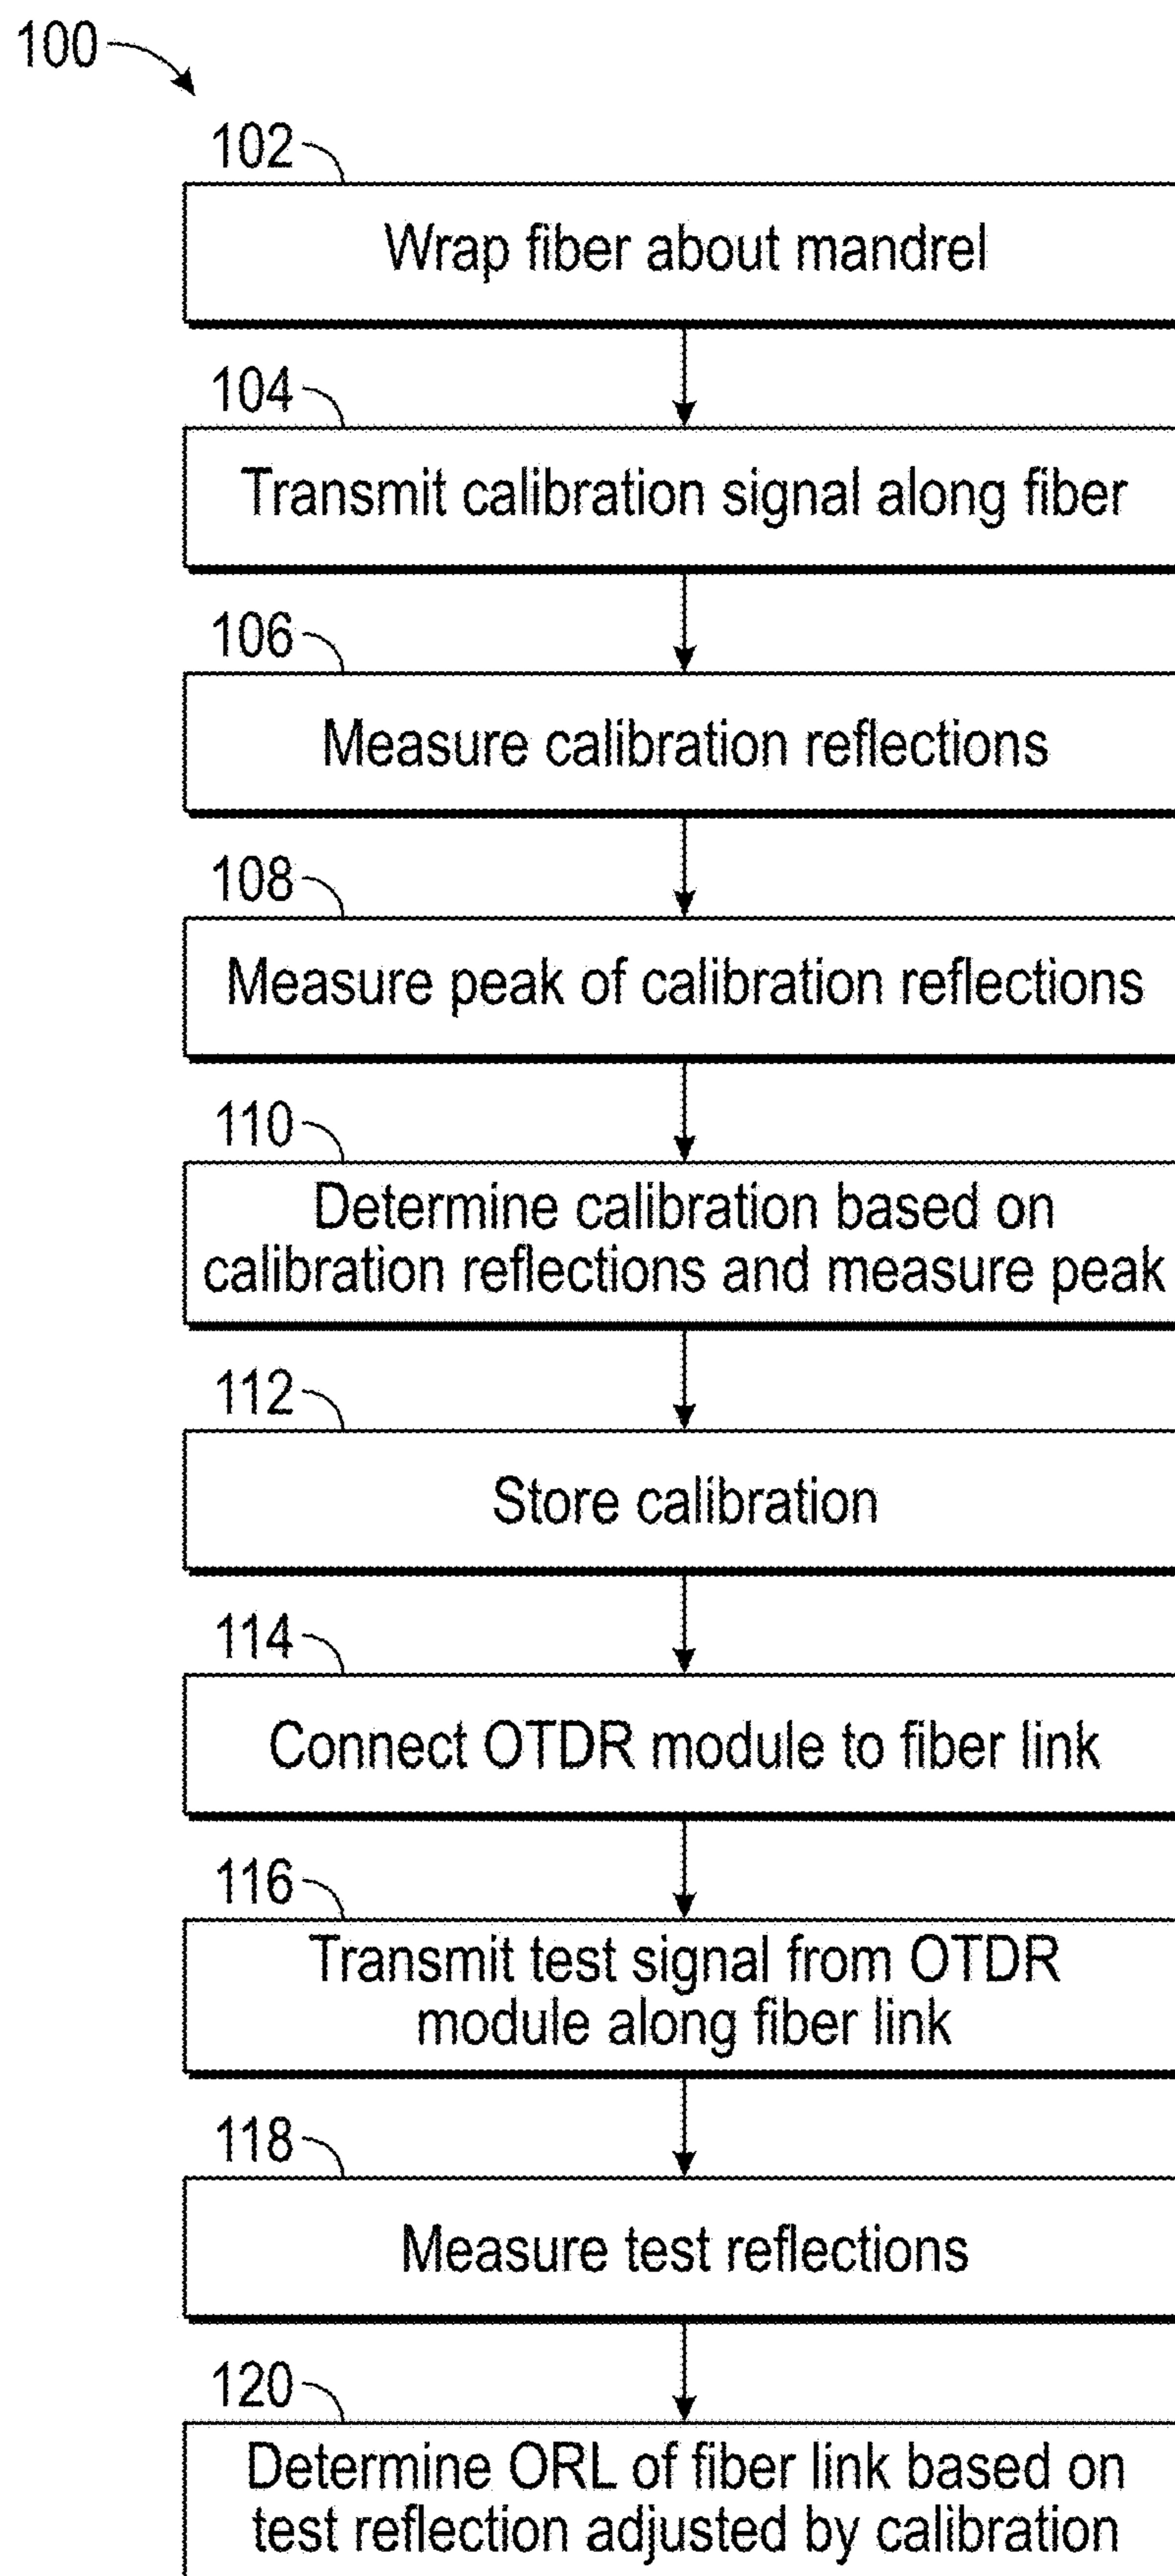 100
102
Wrap fiber about mandrel
104
Transmit calibration signal along fiber
106
Measure calibration reflections
108
Measure peak of calibration reflections
110
Determine calibration based on
calibration reflections and measure peak
112
Store calibration
114
Connect OTDR module to fiber link
116
Transmit test signal from OTDR
module along fiber link
118
Measure test reflections
120
Determine ORL of fiber link based on
test reflection adjusted by calibration